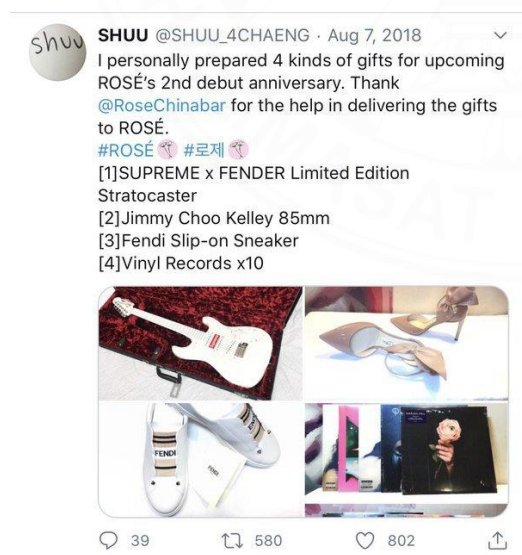 shuu
SHUU @SHUU_4CHAENG · Aug 7, 2018
I personally prepared 4 kinds of gifts for upcoming
ROSÉ's 2nd debut anniversary. Thank
@RoseChinabar for the help in delivering the gifts
to ROSÉ.
#ROSÉ #로제
[1]SUPREME x FENDER Limited Edition
Stratocaster
[2]Jimmy Choo Kelley 85mm
[3]Fendi Slip-on Sneaker
[4]Vinyl Records x10
FENDI
FENDI
39 580 802